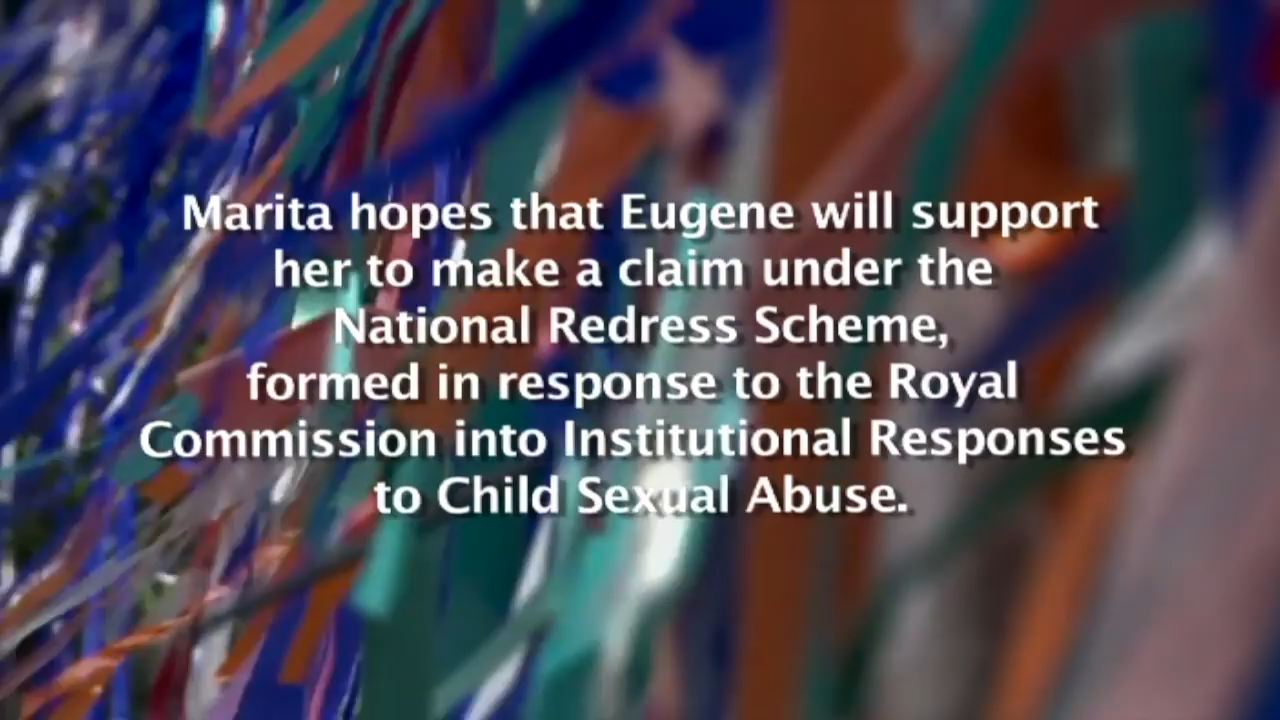 Marita hopes that Eugene will support
her to make a claim under the
National Redress Scheme,
formed in response to the Royal
Commission into Institutional Responses
to Child Sexual Abuse.